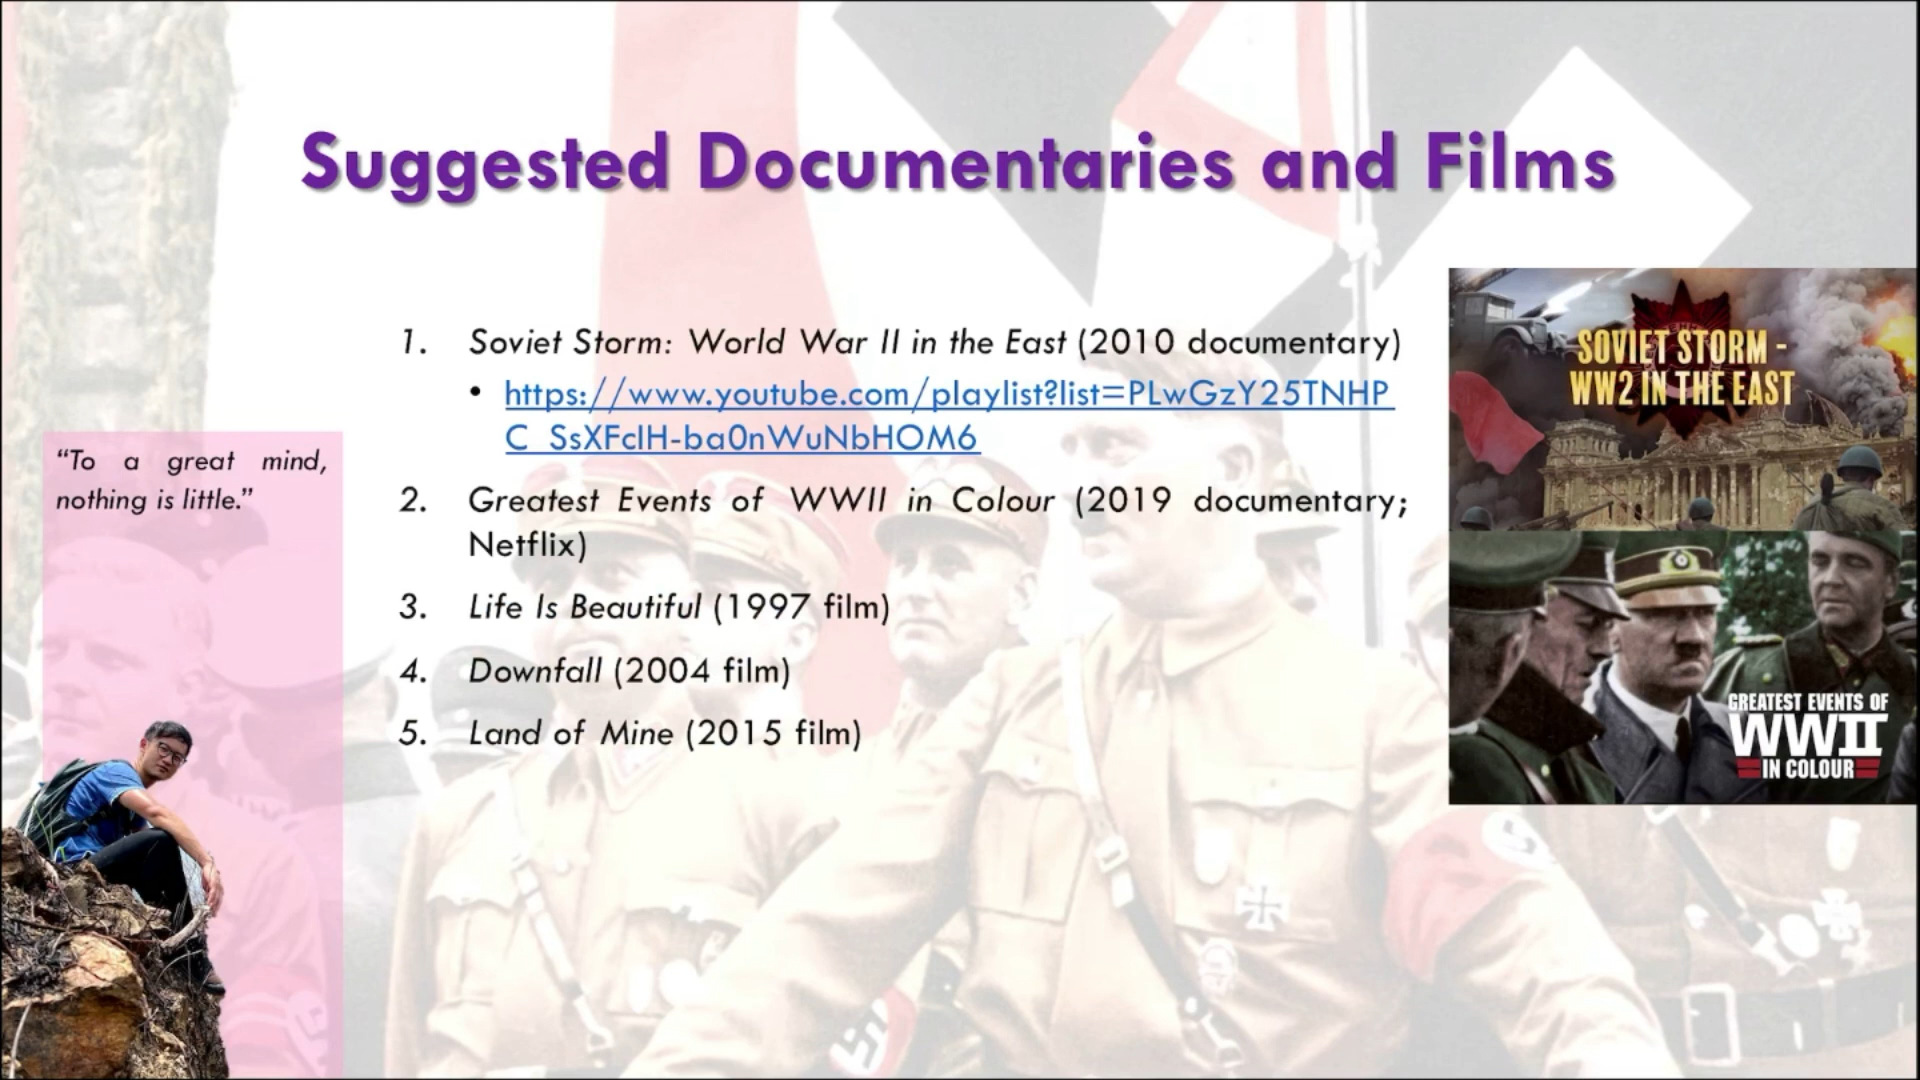 Suggested Documentaries and Films
1. Soviet Storm: World War II in the East (2010 documentary)
• https://www.youtube.com/playlist?list=PLwGzY25TNHP
C_SsXFclH-ba0nWuNbHOM6
2. Greatest Events of WWII in Colour (2019 documentary;
Netflix)
3. Life Is Beautiful (1997 film)
4. Downfall (2004 film)
5. Land of Mine (2015 film)
“To a great mind,
nothing is little.”
SOVIET STORM -
WW2 IN THE EAST
GREATEST EVENTS OF
WWII
IN COLOUR